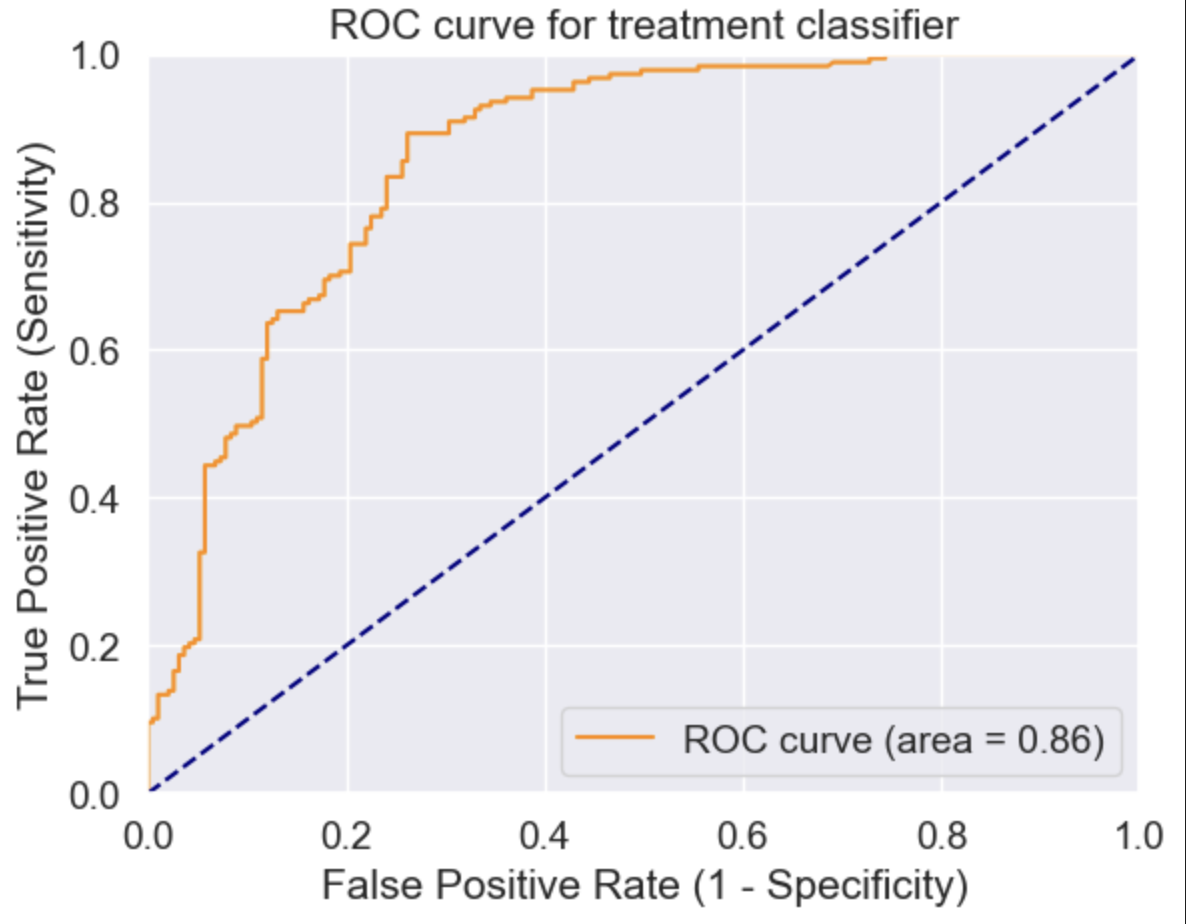 ROC curve for treatment classifier
True Positive Rate (Sensitivity)
1.0
0.8
0.6
0.4
0.2
0.0
ROC curve (area = 0.86)
0.0 0.2 0.4 0.6 0.8 1.0
False Positive Rate (1 - Specificity)